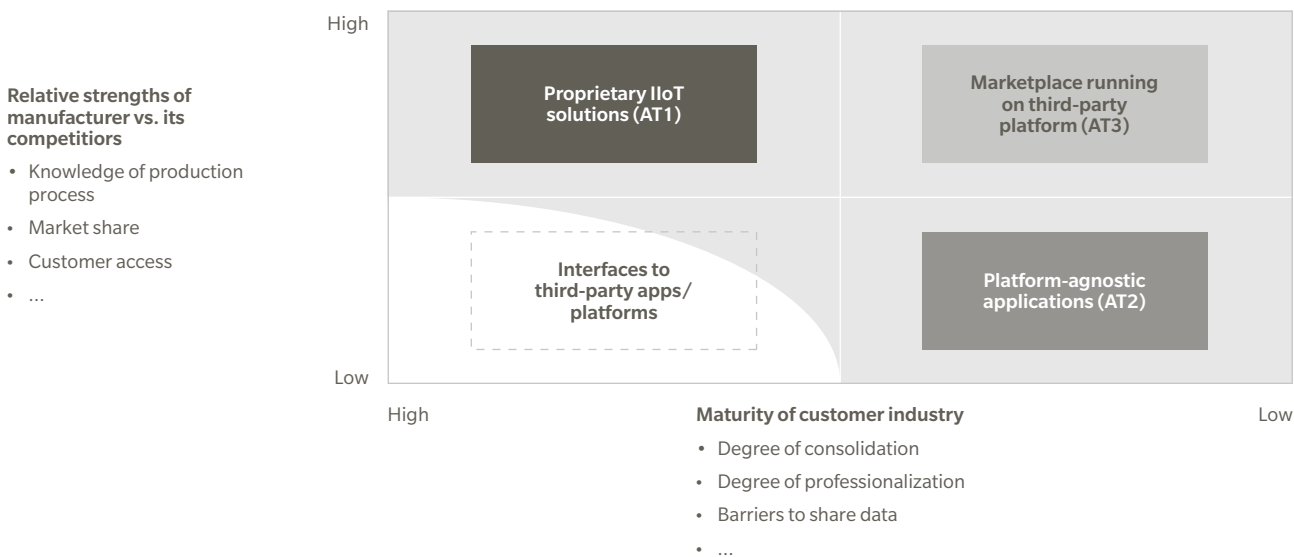 Relative strengths of
manufacturer vs. its
competitiors
• Knowledge of production
process
• Market share
• Customer access
• ...
High
Low
Proprietary IIoT
solutions (AT1)
Marketplace running
on third-party
platform (AT3)
Interfaces to
third-party apps/
platforms
Platform-agnostic
applications (AT2)
High
Maturity of customer industry
Low
• Degree of consolidation
• Degree of professionalization
• Barriers to share data
• ...